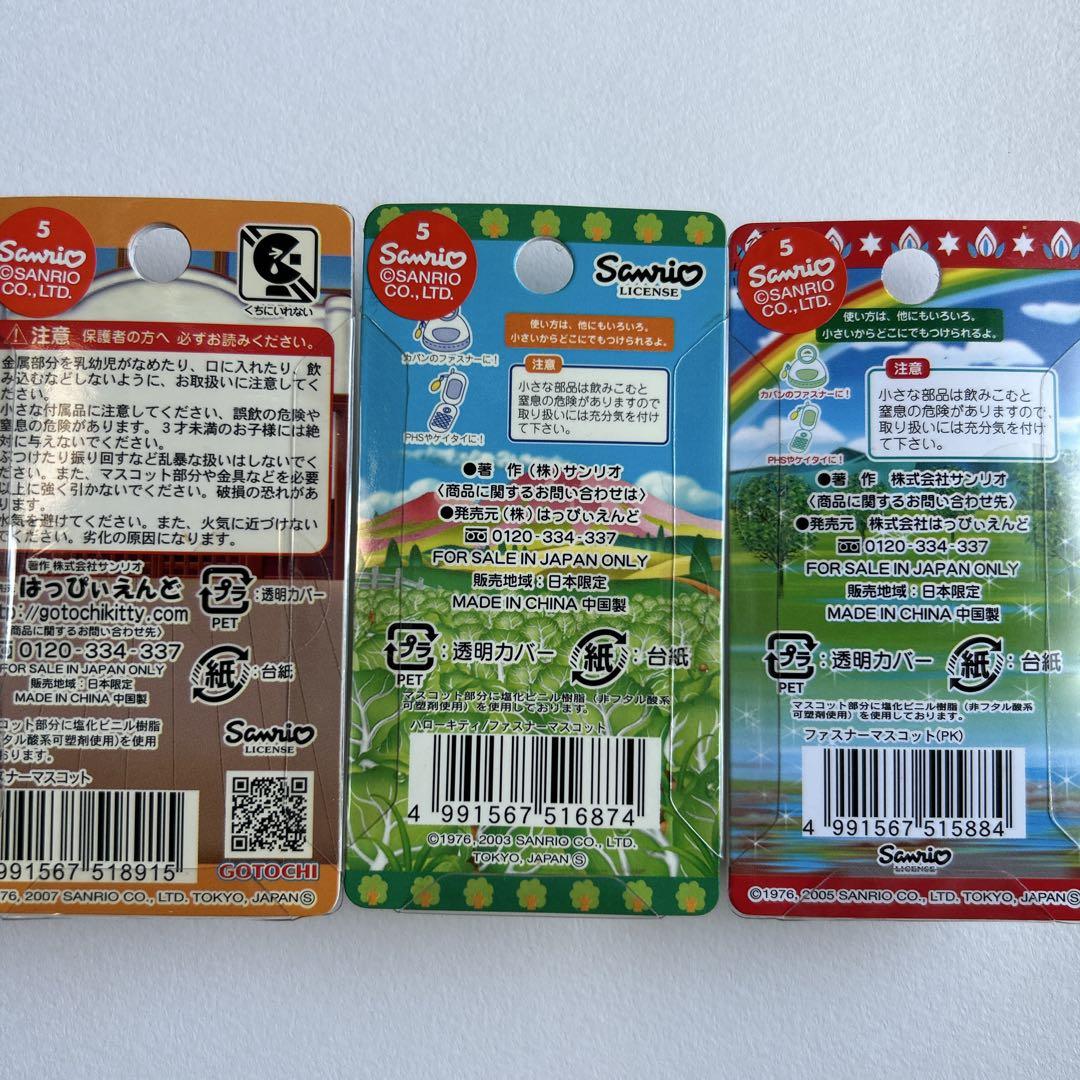 5
Sanrio
©SANRIO
CO., LTD.
くちにいれない
注意 保護者の方へ 必ずお読みください。
金属部分を乳幼児がなめたり、口に入れたり、飲
み込むなどしないように、お取扱いに注意してく
ださい。
小さな付属品に注意してください、誤飲の危険や
窒息の危険があります。3才未満のお子様には絶
対に与えないでください。
ぶつけたり振り回すなど乱暴な扱いはしないでく
ださい。また、マスコット部分や金具などを必要
以上に強く引かないでください。破損の恐れがあ
水気を避けてください。また、火気に近づけない
でください。劣化の原因になります。
著作 株式会社サンリオ
はっぴぃえんど
http://gotochikitty.com
商品に関するお問い合わせ先〉
0120-334-337
FOR SALE IN JAPAN ONLY
販売地域：日本限定
MADE IN CHINA 中国製
プラ：透明カバー
PET
紙：台紙
コット部分に塩化ビニル樹脂
タル酸系可塑剤使用)を使用
おります。
ナーマスコット
Sanrio
LICENSE
991567 518915
GOTOCHI
976, 2007 SANRIO CO., LTD. TOKYO, JAPAN Ⓢ
5
Sanrio
©SANRIO
CO., LTD.
Sanrio
LICENSE
使い方は、他にもいろいろ。
小さいからどこにでもつけられるよ。
カバンのファスナーに！
PHSやケイタイに！
注意
小さな部品は飲みこむと
窒息の危険がありますので
取り扱いには充分気を付け
て下さい。
●著 作（株）サンリオ
〈商品に関するお問い合わせは〉
●発売元（株）はっぴぃえんど
0120-334-337
FOR SALE IN JAPAN ONLY
販売地域：日本限定
MADE IN CHINA 中国製
プラ：透明カバー
PET
紙：台紙
マスコット部分に塩化ビニル樹脂（非フタル酸系
可塑剤使用）を使用しております。
ハローキティ/ファスナーマスコット
4 991567 516874
©1976, 2003 SANRIO CO., LTD.
TOKYO, JAPAN Ⓢ
5
Sanrio
©SANRIO
CO., LTD.
使い方は、他にもいろいろ。
小さいからどこにでもつけられるよ。
カバンのファスナーに！
PHSやケイタイに！
注意
小さな部品は飲みこむと
窒息の危険がありますので、
取り扱いには充分気を付け
て下さい。
●著 作 株式会社サンリオ
〈商品に関するお問い合わせ先〉
●発売元 株式会社はっぴぃえんど
0120-334-337
FOR SALE IN JAPAN ONLY
販売地域：日本限定
MADE IN CHINA 中国製
プラ：透明カバー
PET
紙：台紙
マスコット部分に塩化ビニル樹脂（非フタル酸系
可塑剤使用）を使用しております。
ファスナーマスコット(PK)
4 991567 515884
Sanrio
LICENSE
©1976, 2005 SANRIO CO., LTD. TOKYO, JAPAN Ⓢ